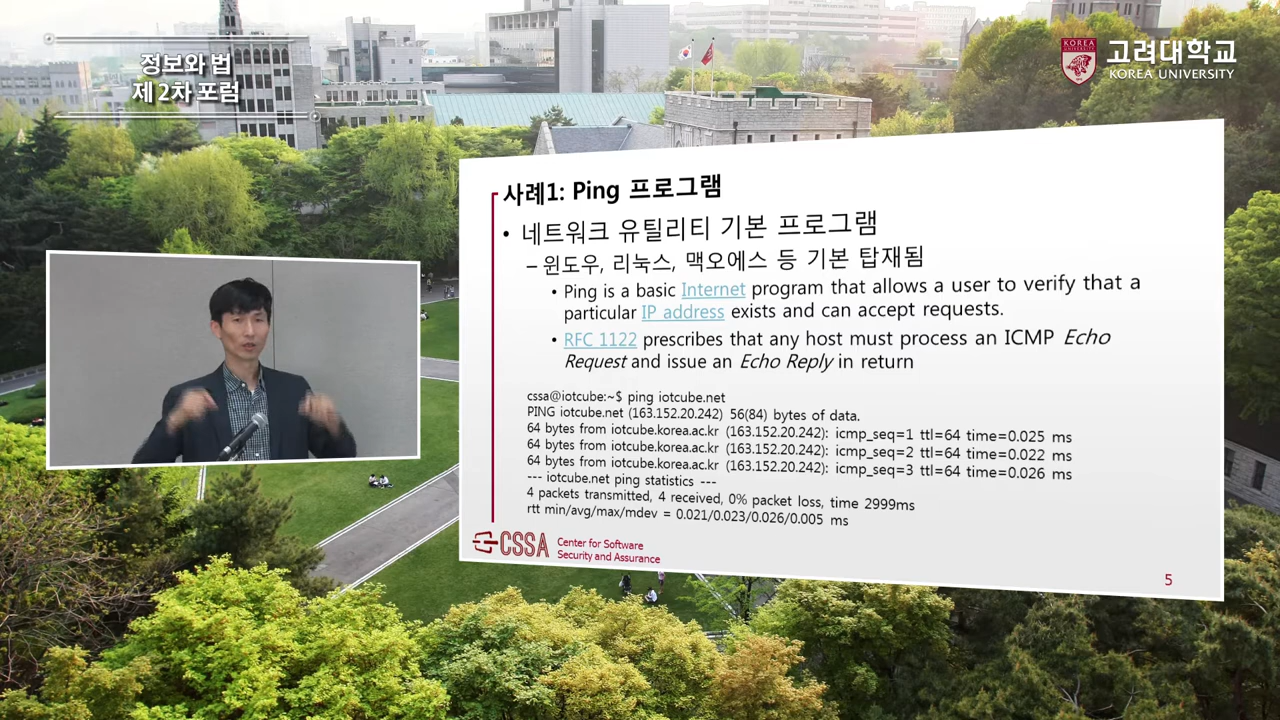 정보와 법
제 2차 포럼
KOREA
UNIVERSITY
고려대학교
KOREA UNIVERSITY
사례1: Ping 프로그램
• 네트워크 유틸리티 기본 프로그램
– 윈도우, 리눅스, 맥오에스 등 기본 탑재됨
• Ping is a basic Internet program that allows a user to verify that a
particular IP address exists and can accept requests.
• RFC 1122 prescribes that any host must process an ICMP Echo
Request and issue an Echo Reply in return
cssa@iotcube:~$ ping iotcube.net
PING iotcube.net (163.152.20.242) 56(84) bytes of data.
64 bytes from iotcube.korea.ac.kr (163.152.20.242): icmp_seq=1 ttl=64 time=0.025 ms
64 bytes from iotcube.korea.ac.kr (163.152.20.242): icmp_seq=2 ttl=64 time=0.022 ms
64 bytes from iotcube.korea.ac.kr (163.152.20.242): icmp_seq=3 ttl=64 time=0.026 ms
--- iotcube.net ping statistics ---
4 packets transmitted, 4 received, 0% packet loss, time 2999ms
rtt min/avg/max/mdev = 0.021/0.023/0.026/0.005 ms
CSSA
Center for Software
Security and Assurance
5